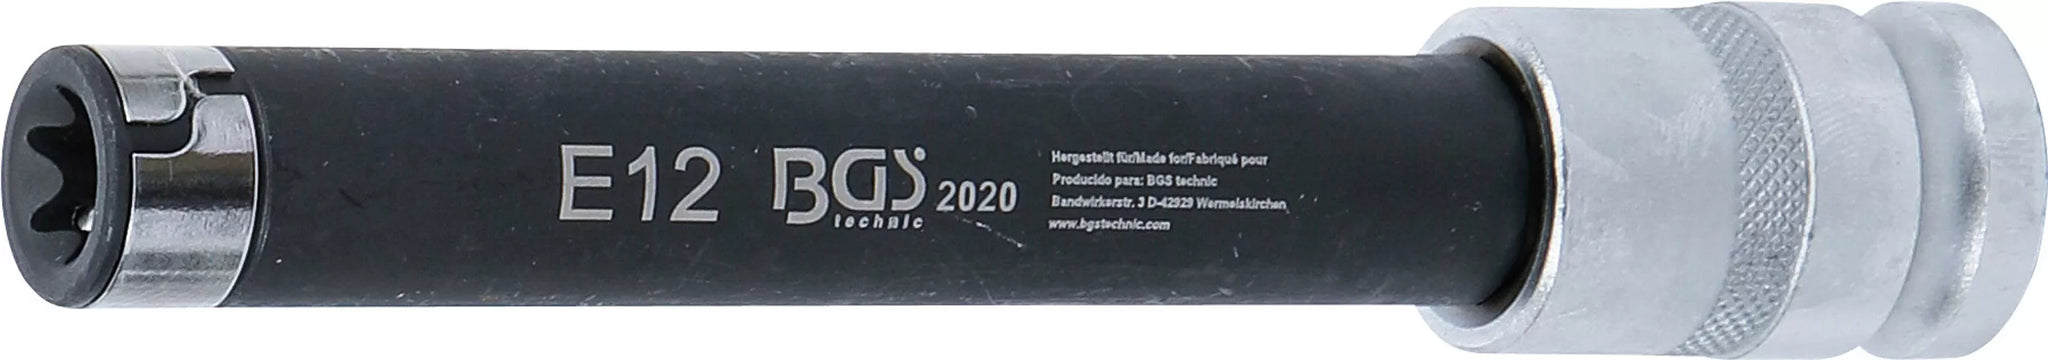 E12 BGS technic 2020
Hergestellt für/Made for/Fabriqué pour
Producido para: BGS technic
Bandwirkerstr. 3 D-42929 Wermelskirchen
www.bgstechnic.com